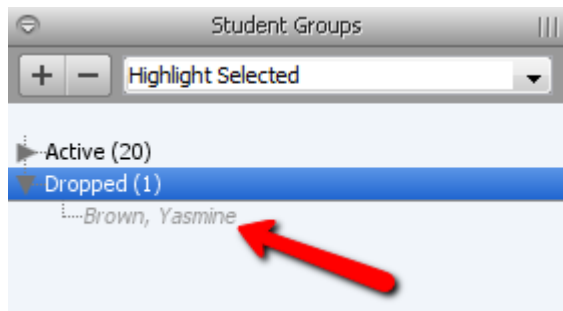 Student Groups
+ − Highlight Selected
Active (20)
Dropped (1)
Brown, Yasmine